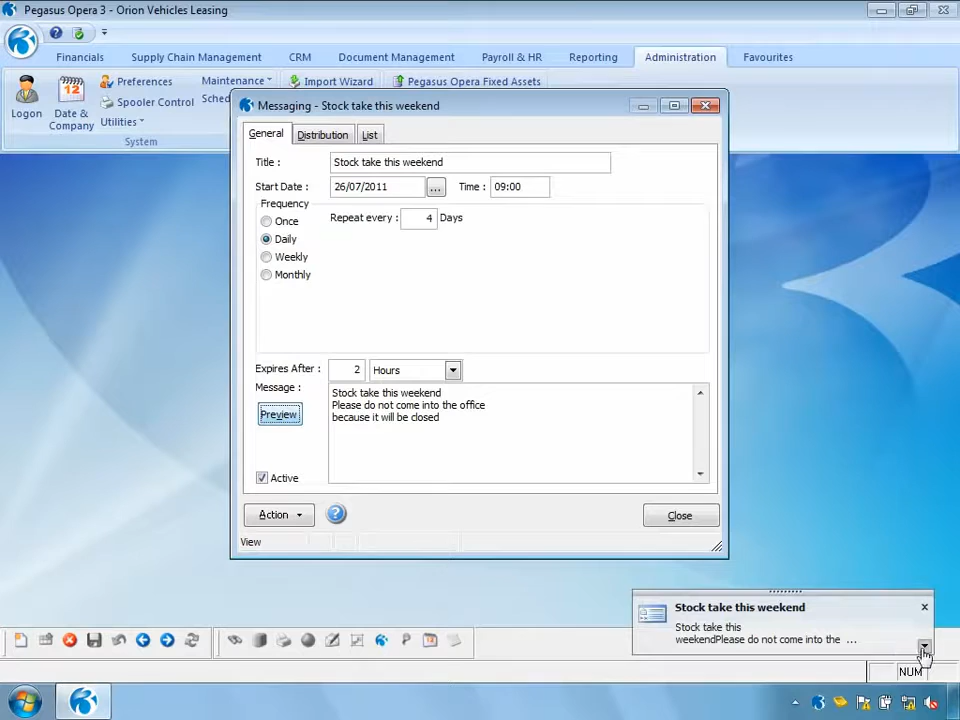 Pegasus Opera 3 - Orion Vehicles Leasing
Financials Supply Chain Management CRM Document Management Payroll & HR Reporting Administration Favourites
Preferences Maintenance Import Wizard Pegasus Opera Fixed Assets
Spooler Control Sched
Logon Date & Company Utilities
System
Messaging - Stock take this weekend
General Distribution List
Title : Stock take this weekend
Start Date : 26/07/2011 ... Time : 09:00
Frequency
Once Repeat every : 4 Days
Daily
Weekly
Monthly
Expires After : 2 Hours
Message : Stock take this weekend
Please do not come into the office
Preview because it will be closed
Active
Action Close
View
Stock take this weekend
Stock take this
weekendPlease do not come into the ...
NUM